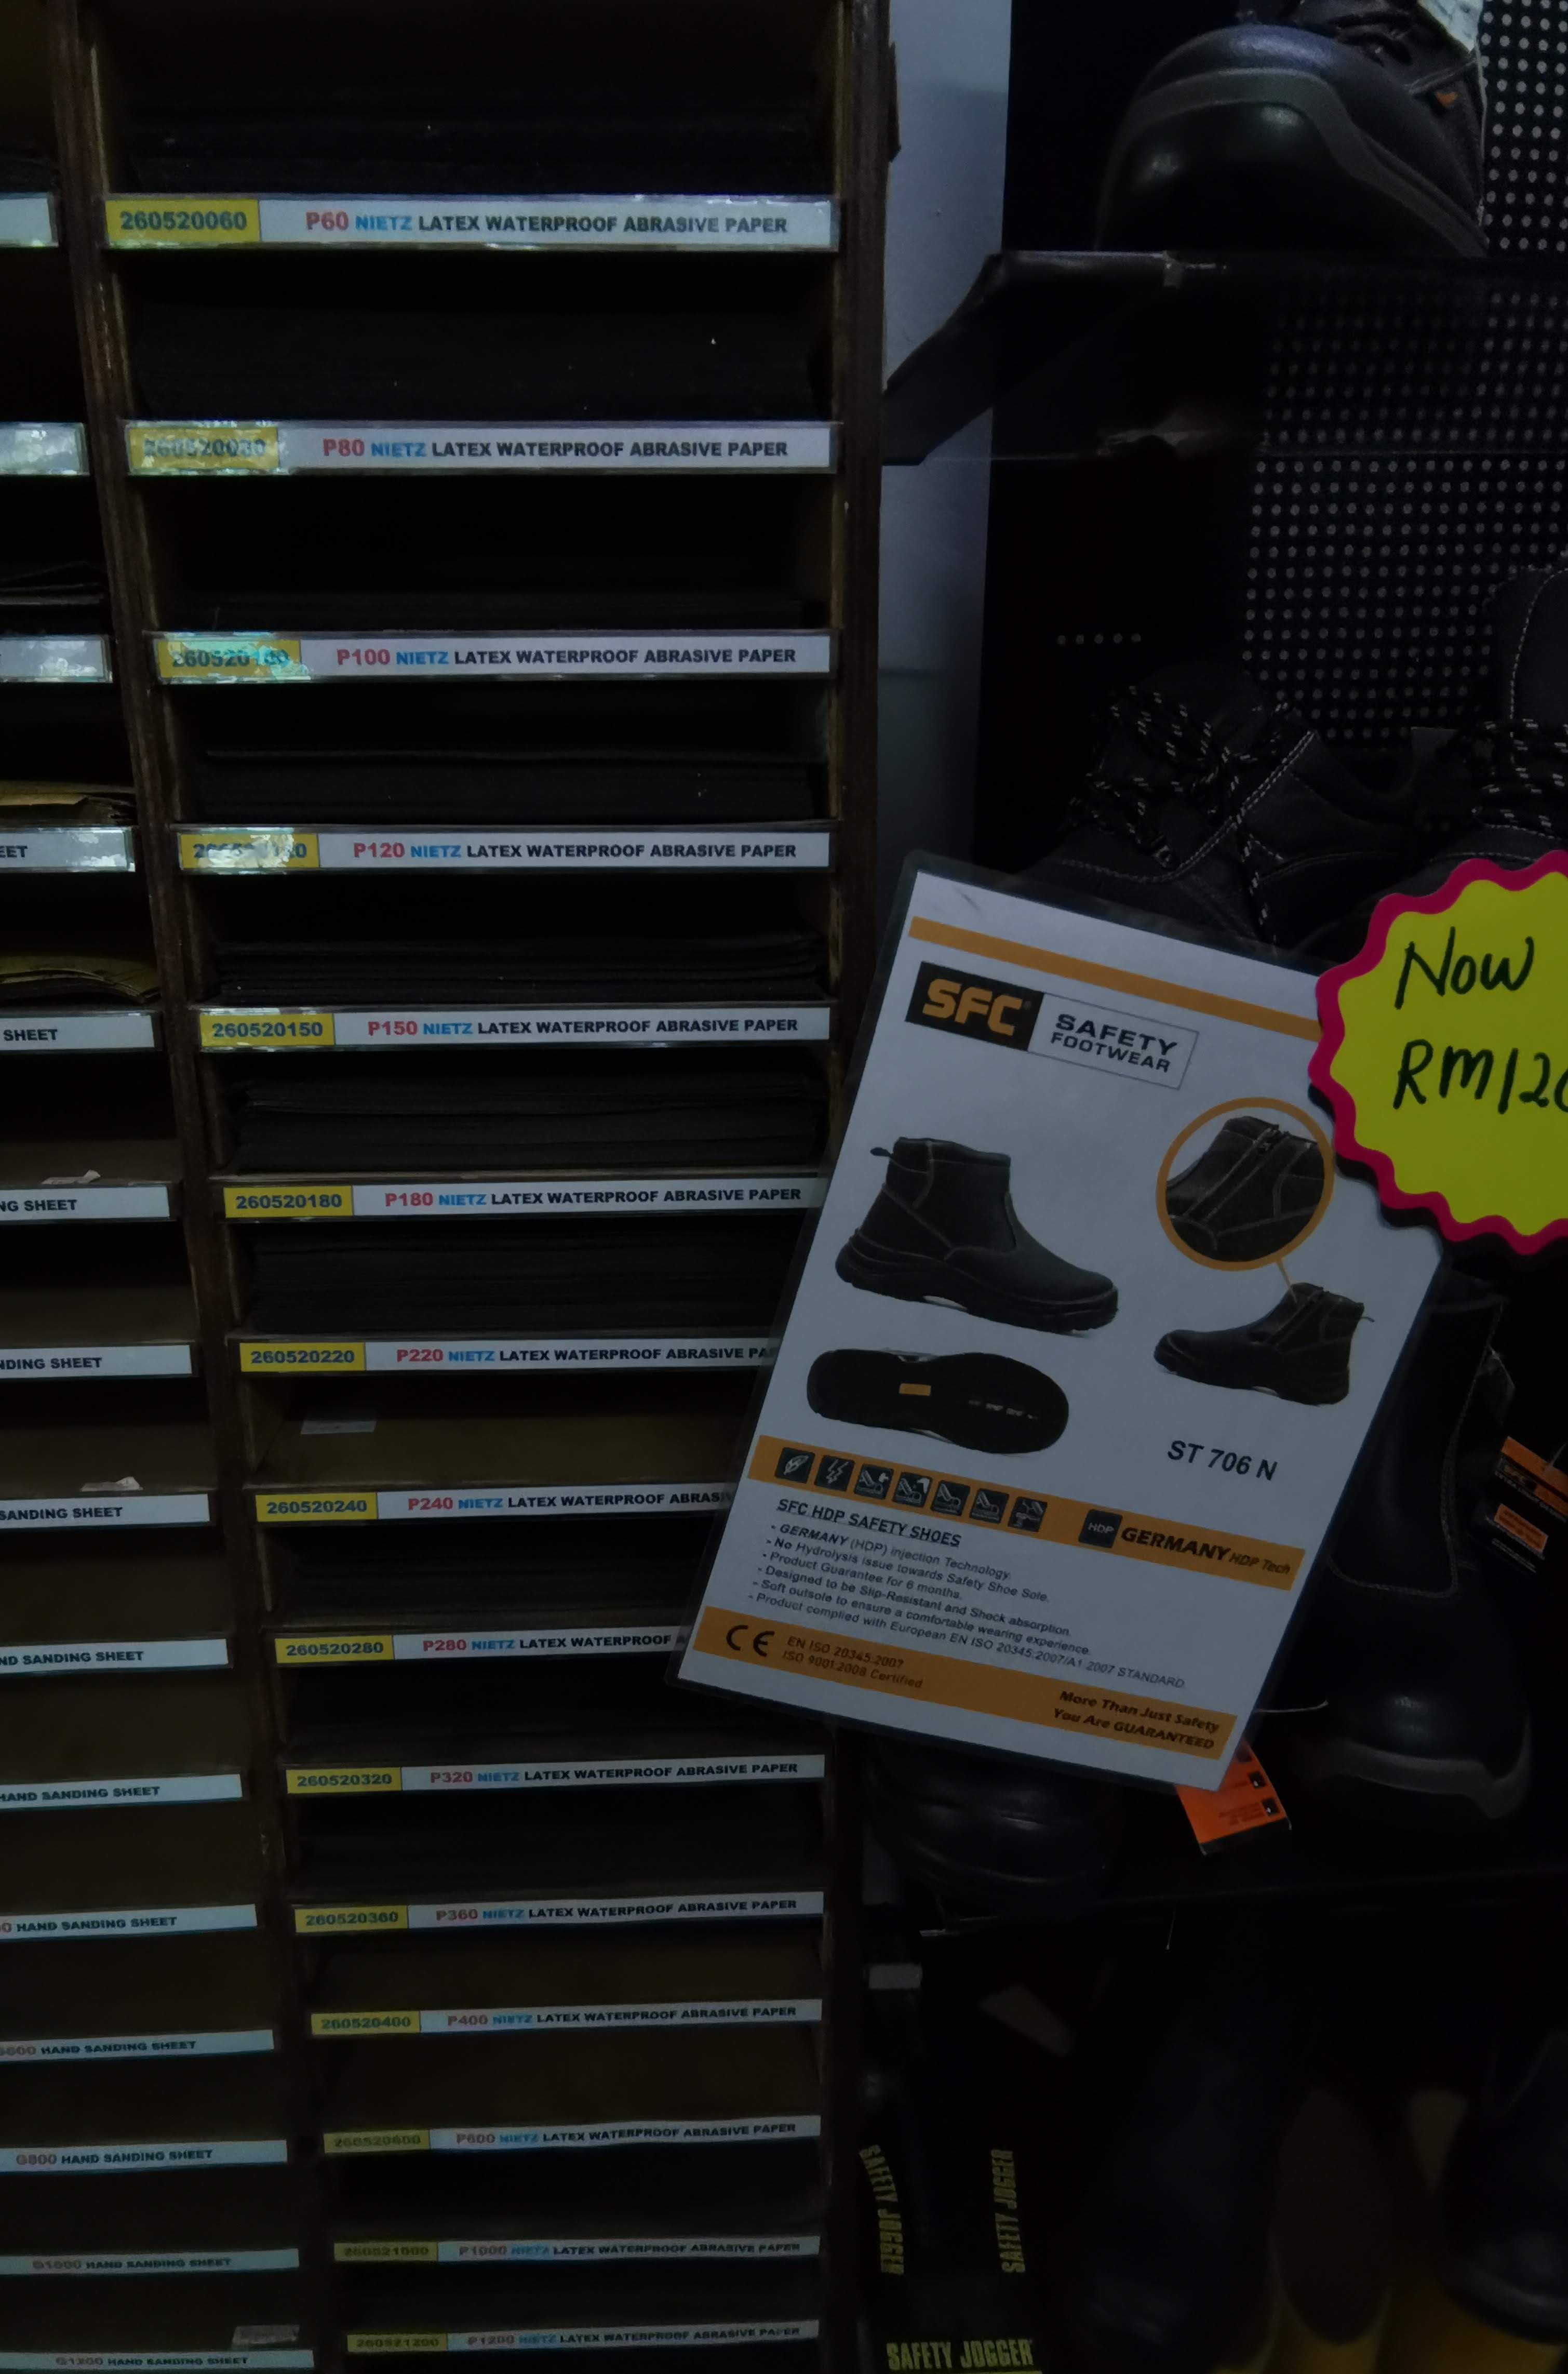 260520060 P60 NIETZ LATEX WATERPROOF ABRASIVE PAPER
P80 NIETZ LATEX WATERPROOF ABRASIVE PAPER
P100 NIETZ LATEX WATERPROOF ABRASIVE PAPER
P120 NIETZ LATEX WATERPROOF ABRASIVE PAPER
260520150 P150 NIETZ LATEX WATERPROOF ABRASIVE PAPER
260520180 P180 NIETZ LATEX WATERPROOF ABRASIVE PAPER
260520220 P220 NIETZ LATEX WATERPROOF ABRASIVE PA
260520240 P240 NIETZ LATEX WATERPROOF ABRAS
260520280 P280 NIETZ LATEX WATERPROOF
260520320 P320 NIETZ LATEX WATERPROOF ABRASIVE PAPER
260520360 P360 NIETZ LATEX WATERPROOF ABRASIVE PAPER
260520400 P400 NIETZ LATEX WATERPROOF ABRASIVE PAPER
260520600 P600 NIETZ LATEX WATERPROOF ABRASIVE PAPER
260521000 P1000 NIETZ LATEX WATERPROOF ABRASIVE PAPER
260521200 P1200 NIETZ LATEX WATERPROOF ABRASIVE PAPER
EET
SHEET
NG SHEET
NDING SHEET
SANDING SHEET
ND SANDING SHEET
HAND SANDING SHEET
0 HAND SANDING SHEET
600 HAND SANDING SHEET
G800 HAND SANDING SHEET
G1000 HAND SANDING SHEET
G1200 HAND SANDING SHEET
SFC
SAFETY
FOOTWEAR
Now
RM120
ST 706 N
HDP GERMANY HDP Tech
SFC HDP SAFETY SHOES
- GERMANY (HDP) Injection Technology.
- No Hydrolysis issue towards Safety Shoe Sole.
- Product Guarantee for 6 months.
- Designed to be Slip-Resistant and Shock absorption.
- Soft outsole to ensure a comfortable wearing experience.
- Product complied with European EN ISO 20345:2007/A1:2007 STANDARD.
CE
EN ISO 20345:2007
ISO 9001:2008 Certified
More Than Just Safety
You Are GUARANTEED
SAFETY JOGGER
SAFETY JOGGER
SAFETY JOGGER